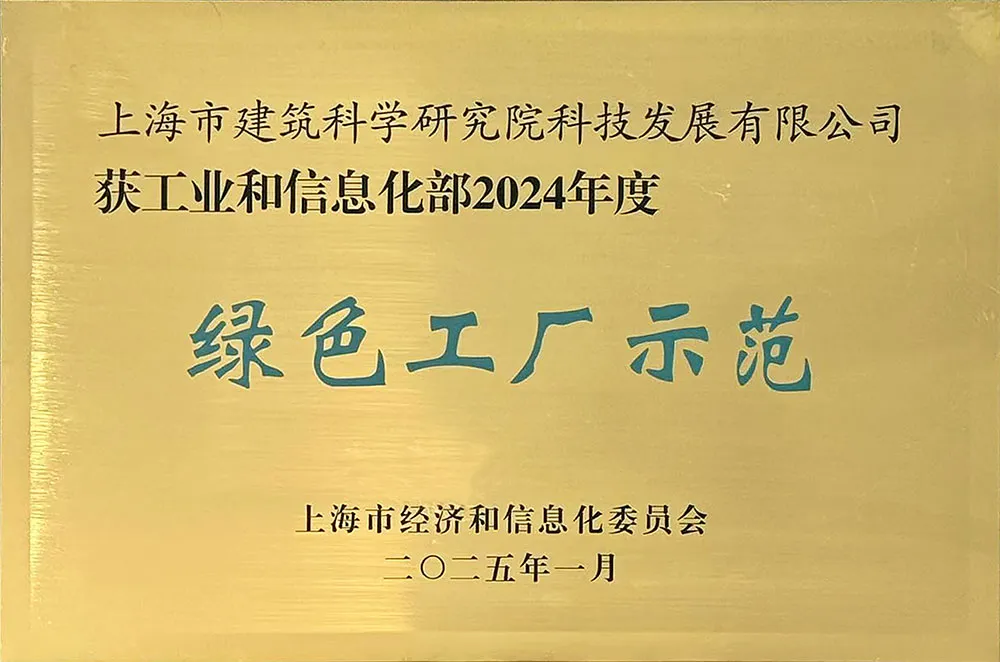 上海市建筑科学研究院科技发展有限公司
获工业和信息化部2024年度
绿色工厂示范
上海市经济和信息化委员会
二〇二五年一月